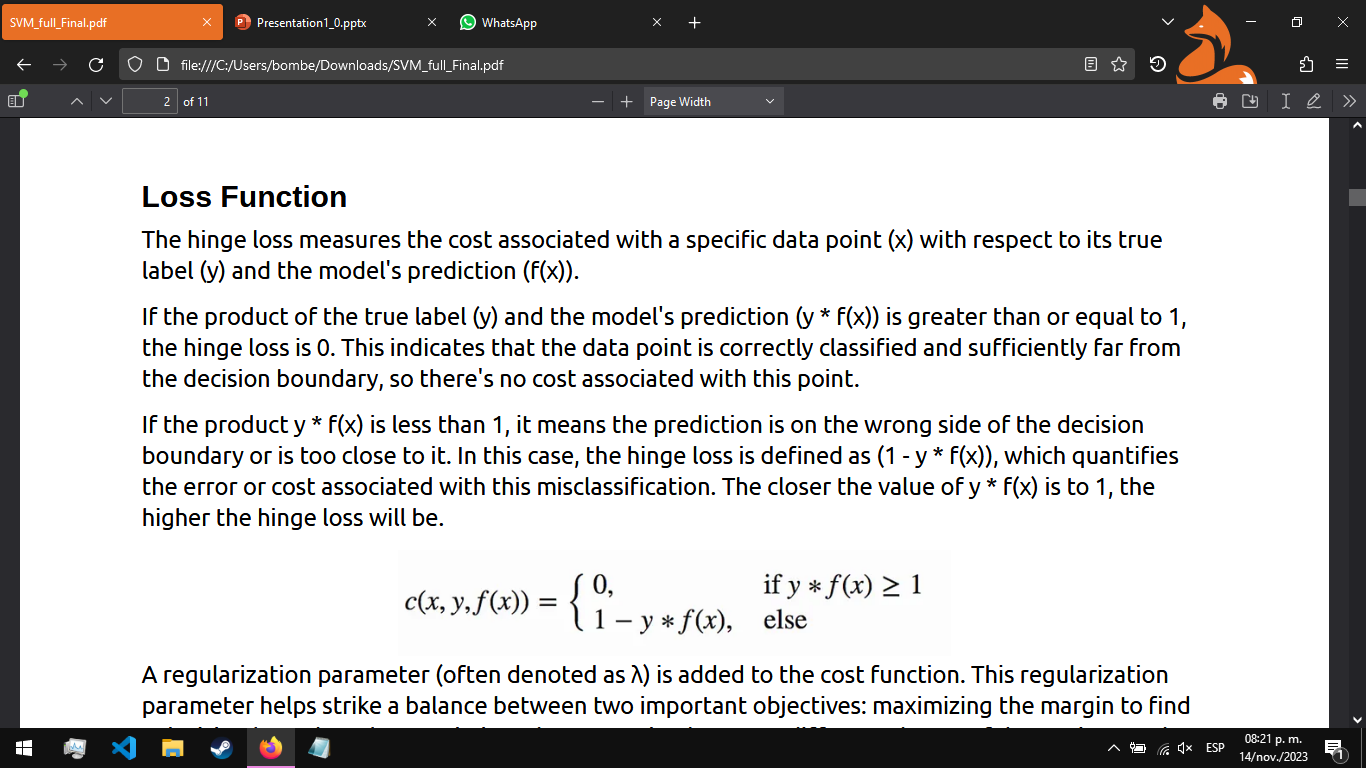 SVM_full_Final.pdf
Presentation1_0.pptx
WhatsApp
file:///C:/Users/bombe/Downloads/SVM_full_Final.pdf
2 of 11
Page Width
Loss Function
The hinge loss measures the cost associated with a specific data point (x) with respect to its true
label (y) and the model's prediction (f(x)).
If the product of the true label (y) and the model's prediction (y * f(x)) is greater than or equal to 1,
the hinge loss is 0. This indicates that the data point is correctly classified and sufficiently far from
the decision boundary, so there's no cost associated with this point.
If the product y * f(x) is less than 1, it means the prediction is on the wrong side of the decision
boundary or is too close to it. In this case, the hinge loss is defined as (1 - y * f(x)), which quantifies
the error or cost associated with this misclassification. The closer the value of y * f(x) is to 1, the
higher the hinge loss will be.
c(x, y, f(x)) = { 0, if y * f(x) ≥ 1
1 − y * f(x), else
A regularization parameter (often denoted as λ) is added to the cost function. This regularization
parameter helps strike a balance between two important objectives: maximizing the margin to find
ESP
08:21 p. m.
14/nov./2023
1